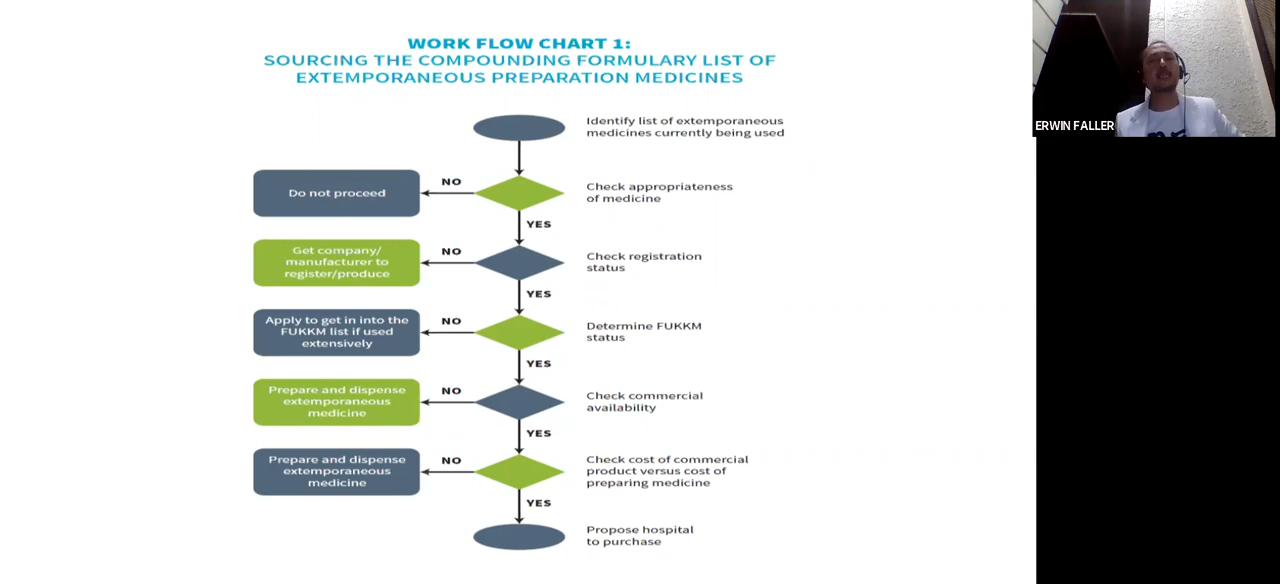 WORK FLOW CHART 1:
SOURCING THE COMPOUNDING FORMULARY LIST OF
EXTEMPORANEOUS PREPARATION MEDICINES
ERWIN FALLER
Identify list of extemporaneous
medicines currently being used
Do not proceed
NO
Check appropriateness
of medicine
YES
Get company/
manufacturer to
register/produce
NO
Check registration
status
YES
Apply to get in into the
FUKKM list if used
extensively
NO
Determine FUKKM
status
YES
Prepare and dispense
extemporaneous
medicine
NO
Check commercial
availability
YES
Prepare and dispense
extemporaneous
medicine
NO
Check cost of commercial
product versus cost of
preparing medicine
YES
Propose hospital
to purchase